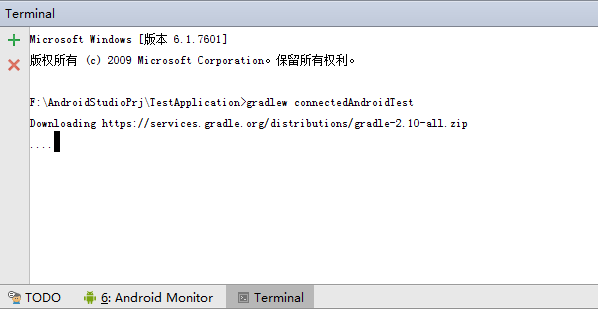 Terminal
Microsoft Windows [版本 6.1.7601]
版权所有 (c) 2009 Microsoft Corporation。保留所有权利。
F:\AndroidStudioPrj\TestApplication>gradlew connectedAndroidTest
Downloading https://services.gradle.org/distributions/gradle-2.10-all.zip
....
TODO
6: Android Monitor
Terminal